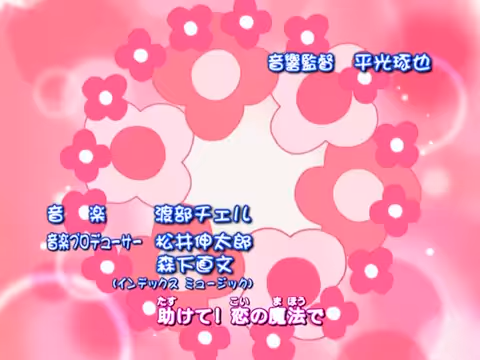 音響監督 平光琢也
音楽 渡部チェル
音楽プロデューサー 松井伸太郎
森下直文
(インデックス ミュージック)
たす こい まほう
助けて! 恋の魔法で